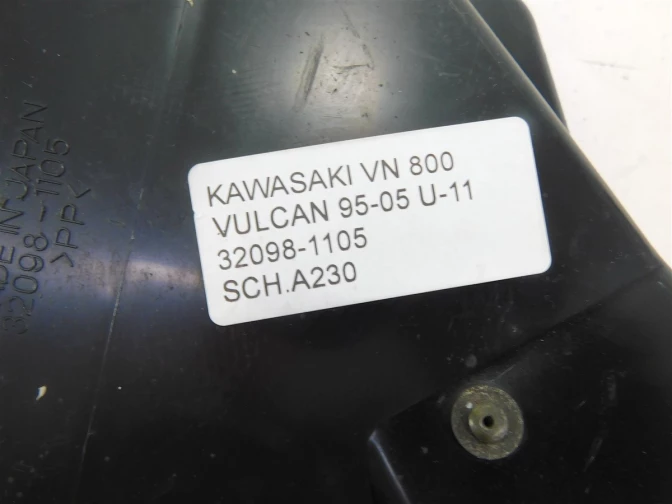 KAWASAKI VN 800
VULCAN 95-05 U-11
32098-1105
SCH.A230
MADE IN JAPAN
32098-1105
>PP<